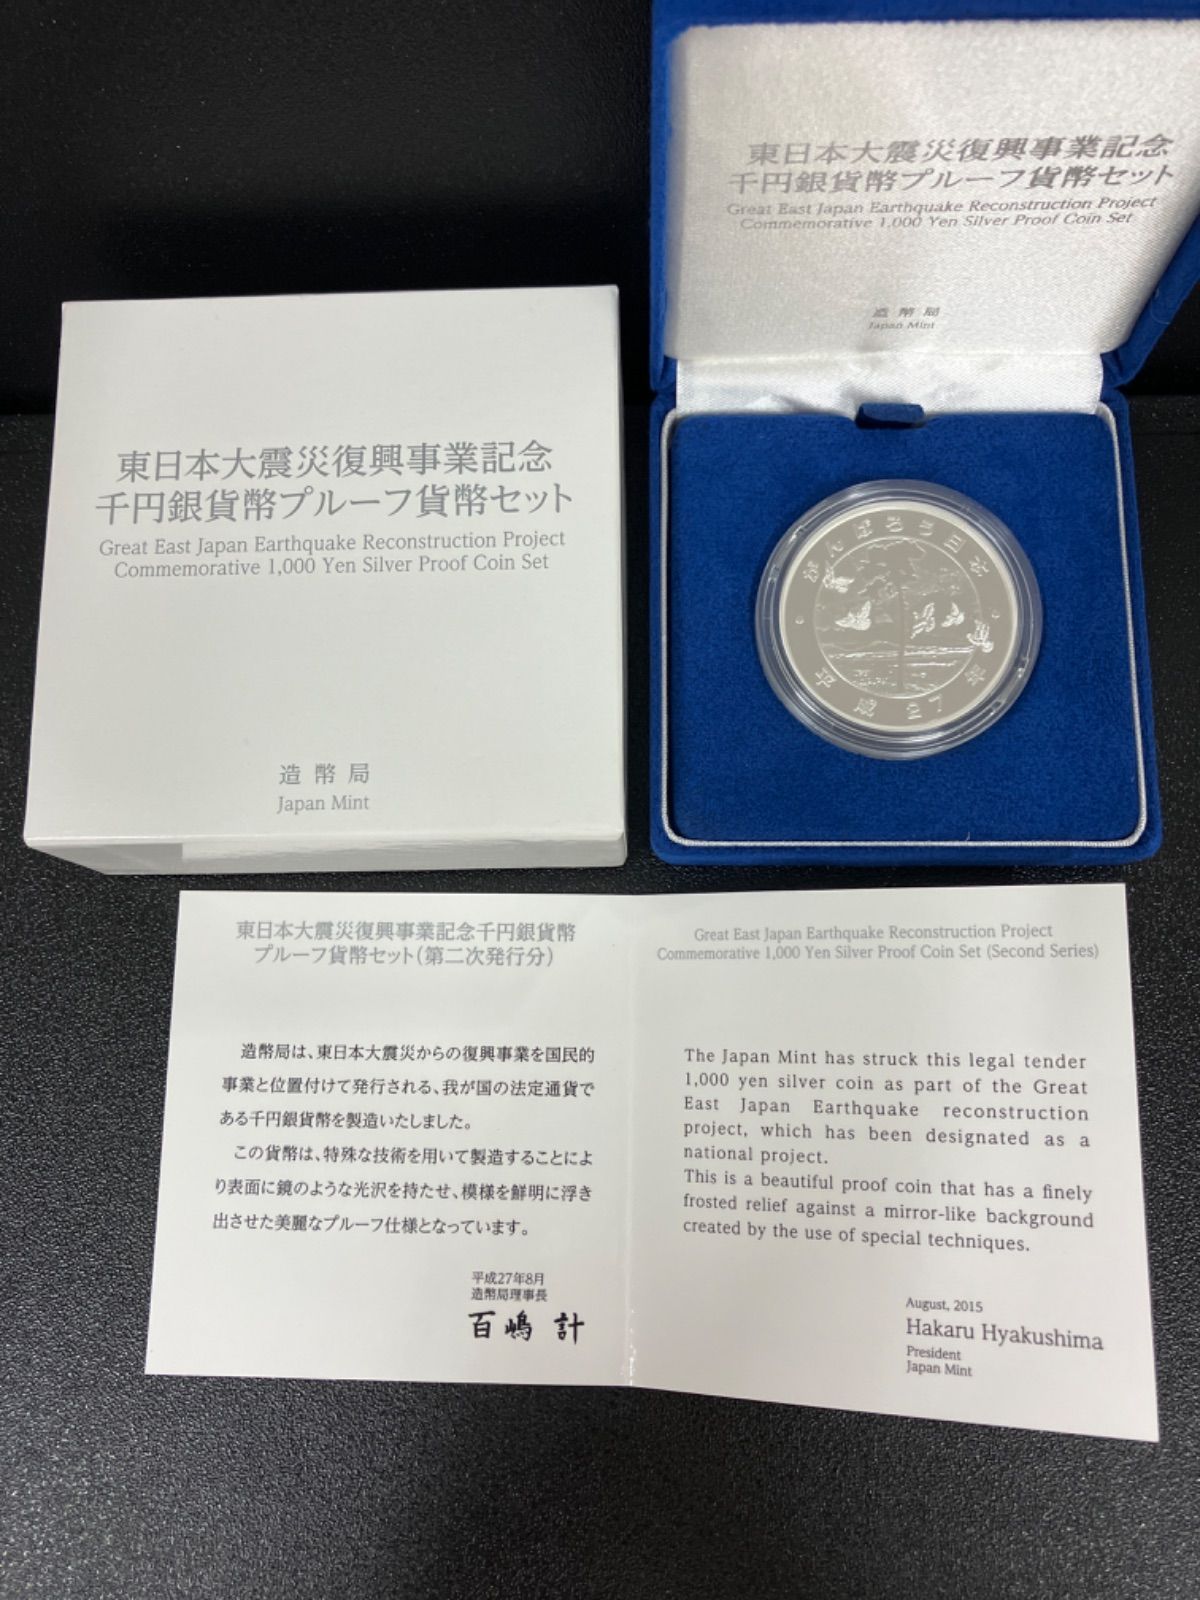 東日本大震災復興事業記念
千円銀貨幣プルーフ貨幣セット
Great East Japan Earthquake Reconstruction Project
Commemorative 1,000 Yen Silver Proof Coin Set
造幣局
Japan Mint
東日本大震災復興事業記念
千円銀貨幣プルーフ貨幣セット
Great East Japan Earthquake Reconstruction Project
Commemorative 1,000 Yen Silver Proof Coin Set
造幣局
Japan Mint
がんばろう日本
平成27年
東日本大震災復興事業記念千円銀貨幣
プルーフ貨幣セット(第二次発行分)
造幣局は、東日本大震災からの復興事業を国民的
事業と位置付けて発行される、我が国の法定通貨で
ある千円銀貨幣を製造いたしました。
この貨幣は、特殊な技術を用いて製造することによ
り表面に鏡のような光沢を持たせ、模様を鮮明に浮き
出させた美麗なプルーフ仕様となっています。
平成27年8月
造幣局理事長
百嶋 計
Great East Japan Earthquake Reconstruction Project
Commemorative 1,000 Yen Silver Proof Coin Set (Second Series)
The Japan Mint has struck this legal tender
1,000 yen silver coin as part of the Great
East Japan Earthquake reconstruction
project, which has been designated as a
national project.
This is a beautiful proof coin that has a finely
frosted relief against a mirror-like background
created by the use of special techniques.
August, 2015
Hakaru Hyakushima
President
Japan Mint